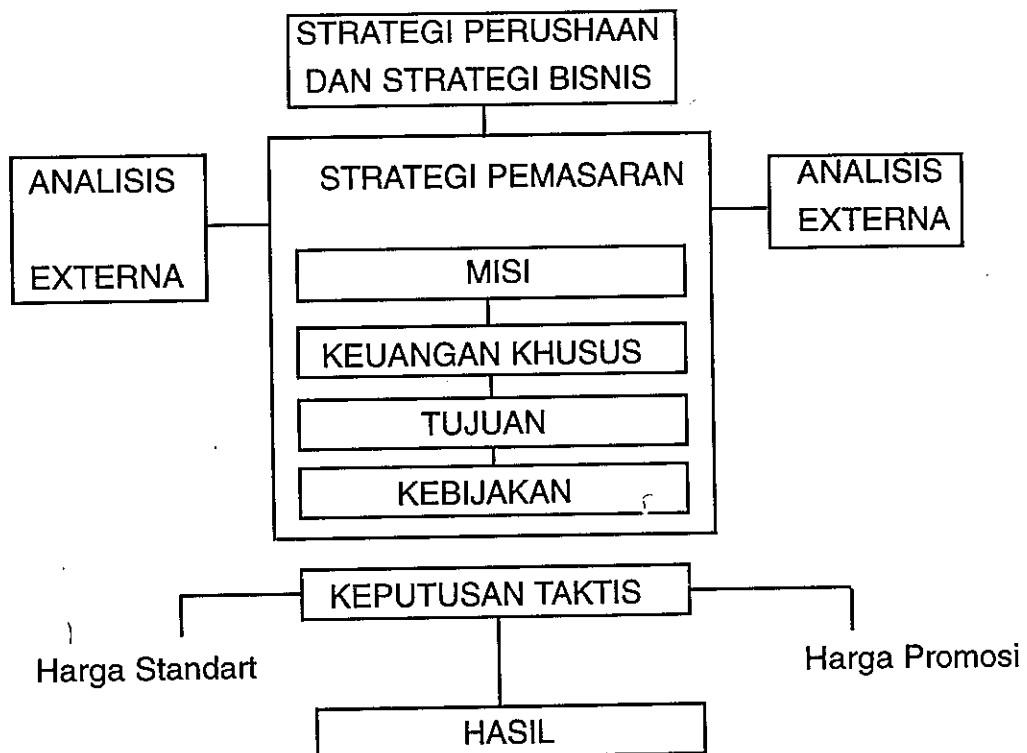 STRATEGI PERUSHAAN
DAN STRATEGI BISNIS
ANALISIS
EXTERNA
STRATEGI PEMASARAN
ANALISIS
EXTERNA
MISI
KEUANGAN KHUSUS
TUJUAN
KEBIJAKAN
KEPUTUSAN TAKTIS
Harga Standart
Harga Promosi
HASIL